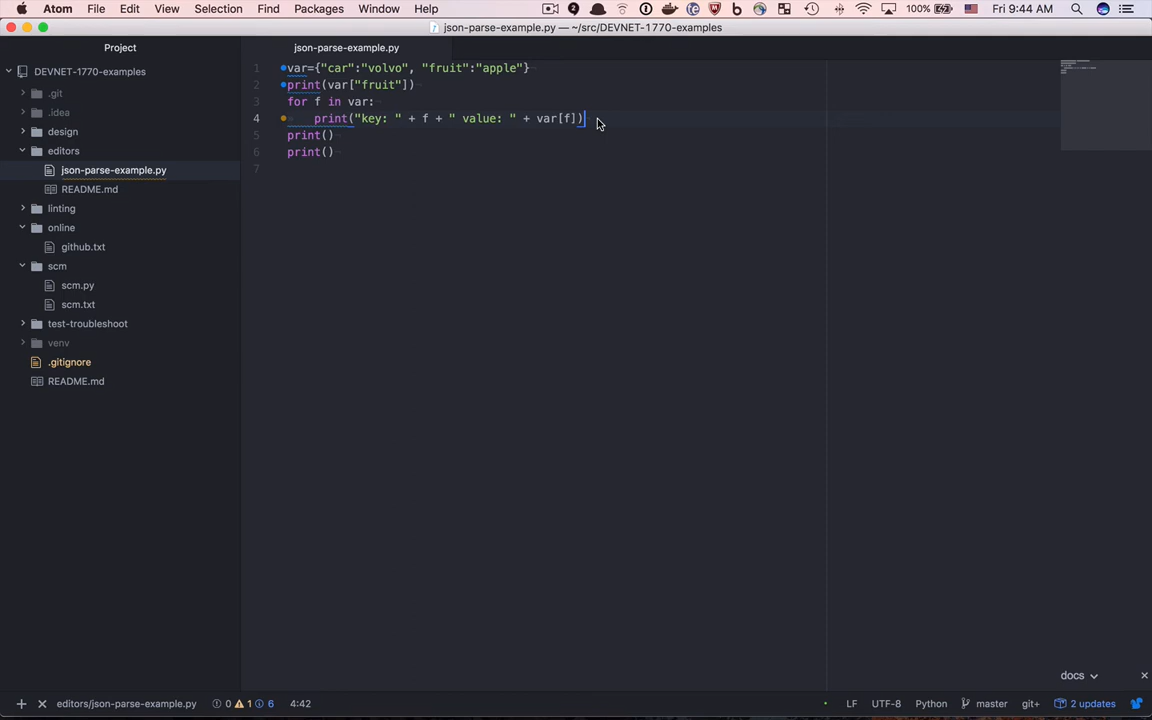 Atom File Edit View Selection Find Packages Window Help 100% Fri 9:44 AM
json-parse-example.py — ~/src/DEVNET-1770-examples
Project
json-parse-example.py
DEVNET-1770-examples
.git
.idea
design
editors
json-parse-example.py
README.md
linting
online
github.txt
scm
scm.py
scm.txt
test-troubleshoot
venv
.gitignore
README.md
1 var={"car":"volvo", "fruit":"apple"}
2 print(var["fruit"])
3 for f in var:
4 print("key: " + f + " value: " + var[f])
5 print()
6 print()
7
docs
editors/json-parse-example.py 0 1 6 4:42 LF UTF-8 Python master git+ 2 updates